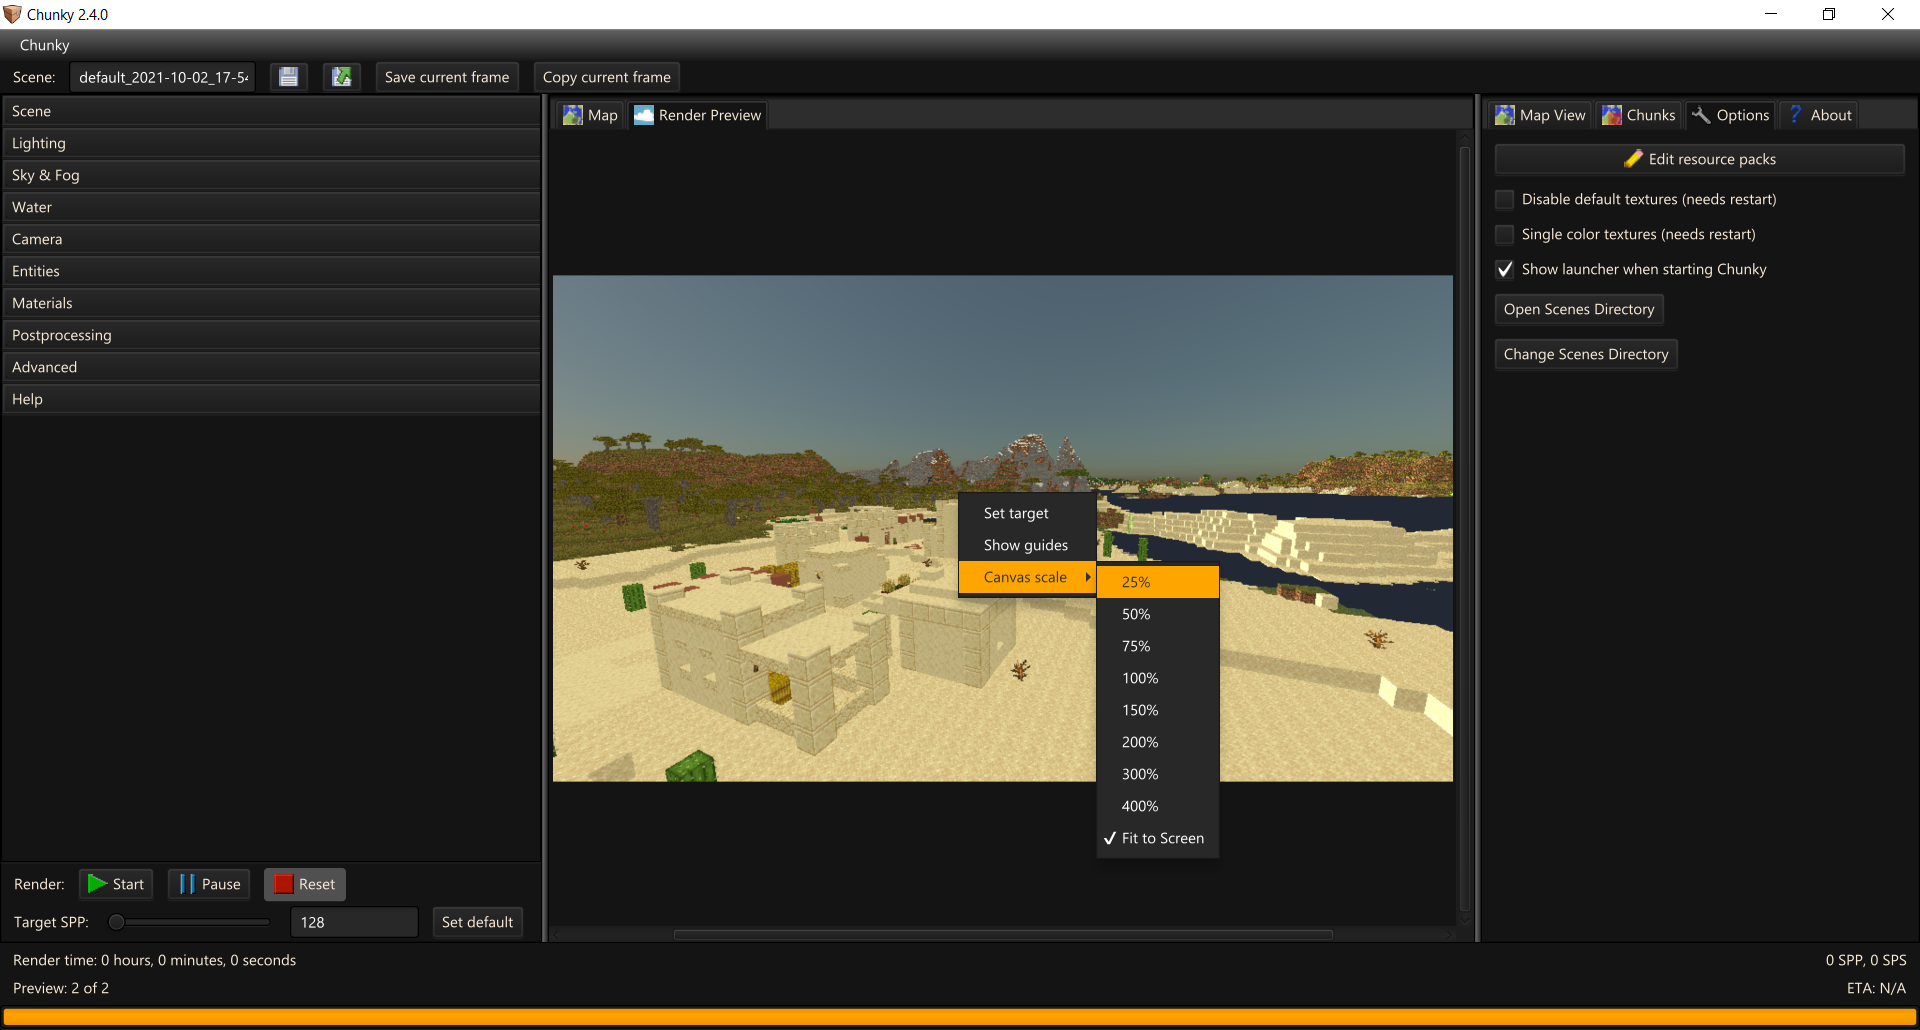 Chunky 2.4.0
Chunky
Scene: default_2021-10-02_17-54 Save current frame Copy current frame
Scene
Lighting
Sky & Fog
Water
Camera
Entities
Materials
Postprocessing
Advanced
Help
Render: Start Pause Reset
Target SPP: 128 Set default
Map Render Preview
Set target
Show guides
Canvas scale
25%
50%
75%
100%
150%
200%
300%
400%
Fit to Screen
Map View Chunks Options ? About
Edit resource packs
Disable default textures (needs restart)
Single color textures (needs restart)
Show launcher when starting Chunky
Open Scenes Directory
Change Scenes Directory
Render time: 0 hours, 0 minutes, 0 seconds
0 SPP, 0 SPS
Preview: 2 of 2
ETA: N/A